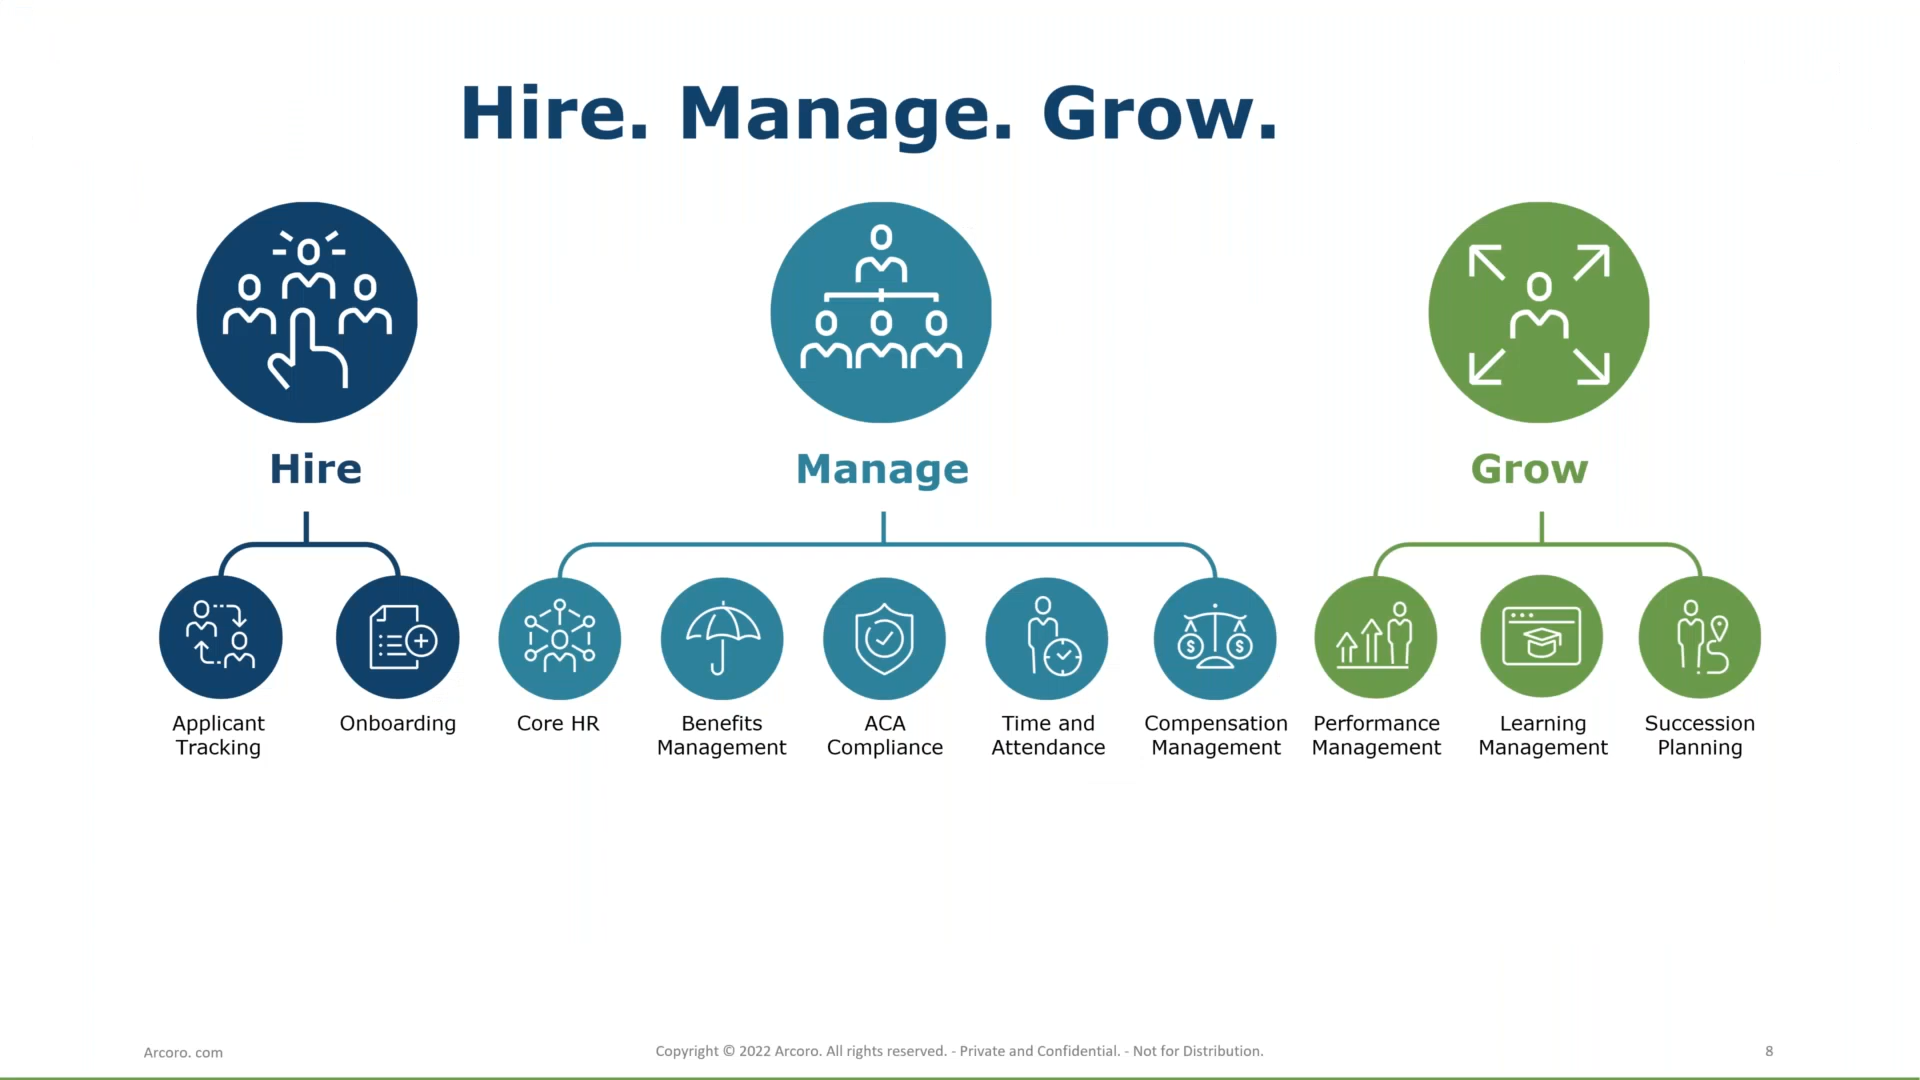 Hire. Manage. Grow.
Hire
Manage
Grow
Applicant
Tracking
Onboarding
Core HR
Benefits
Management
ACA
Compliance
Time and
Attendance
Compensation
Management
Performance
Management
Learning
Management
Succession
Planning
Arcoro. com
Copyright © 2022 Arcoro. All rights reserved. - Private and Confidential. - Not for Distribution.
8